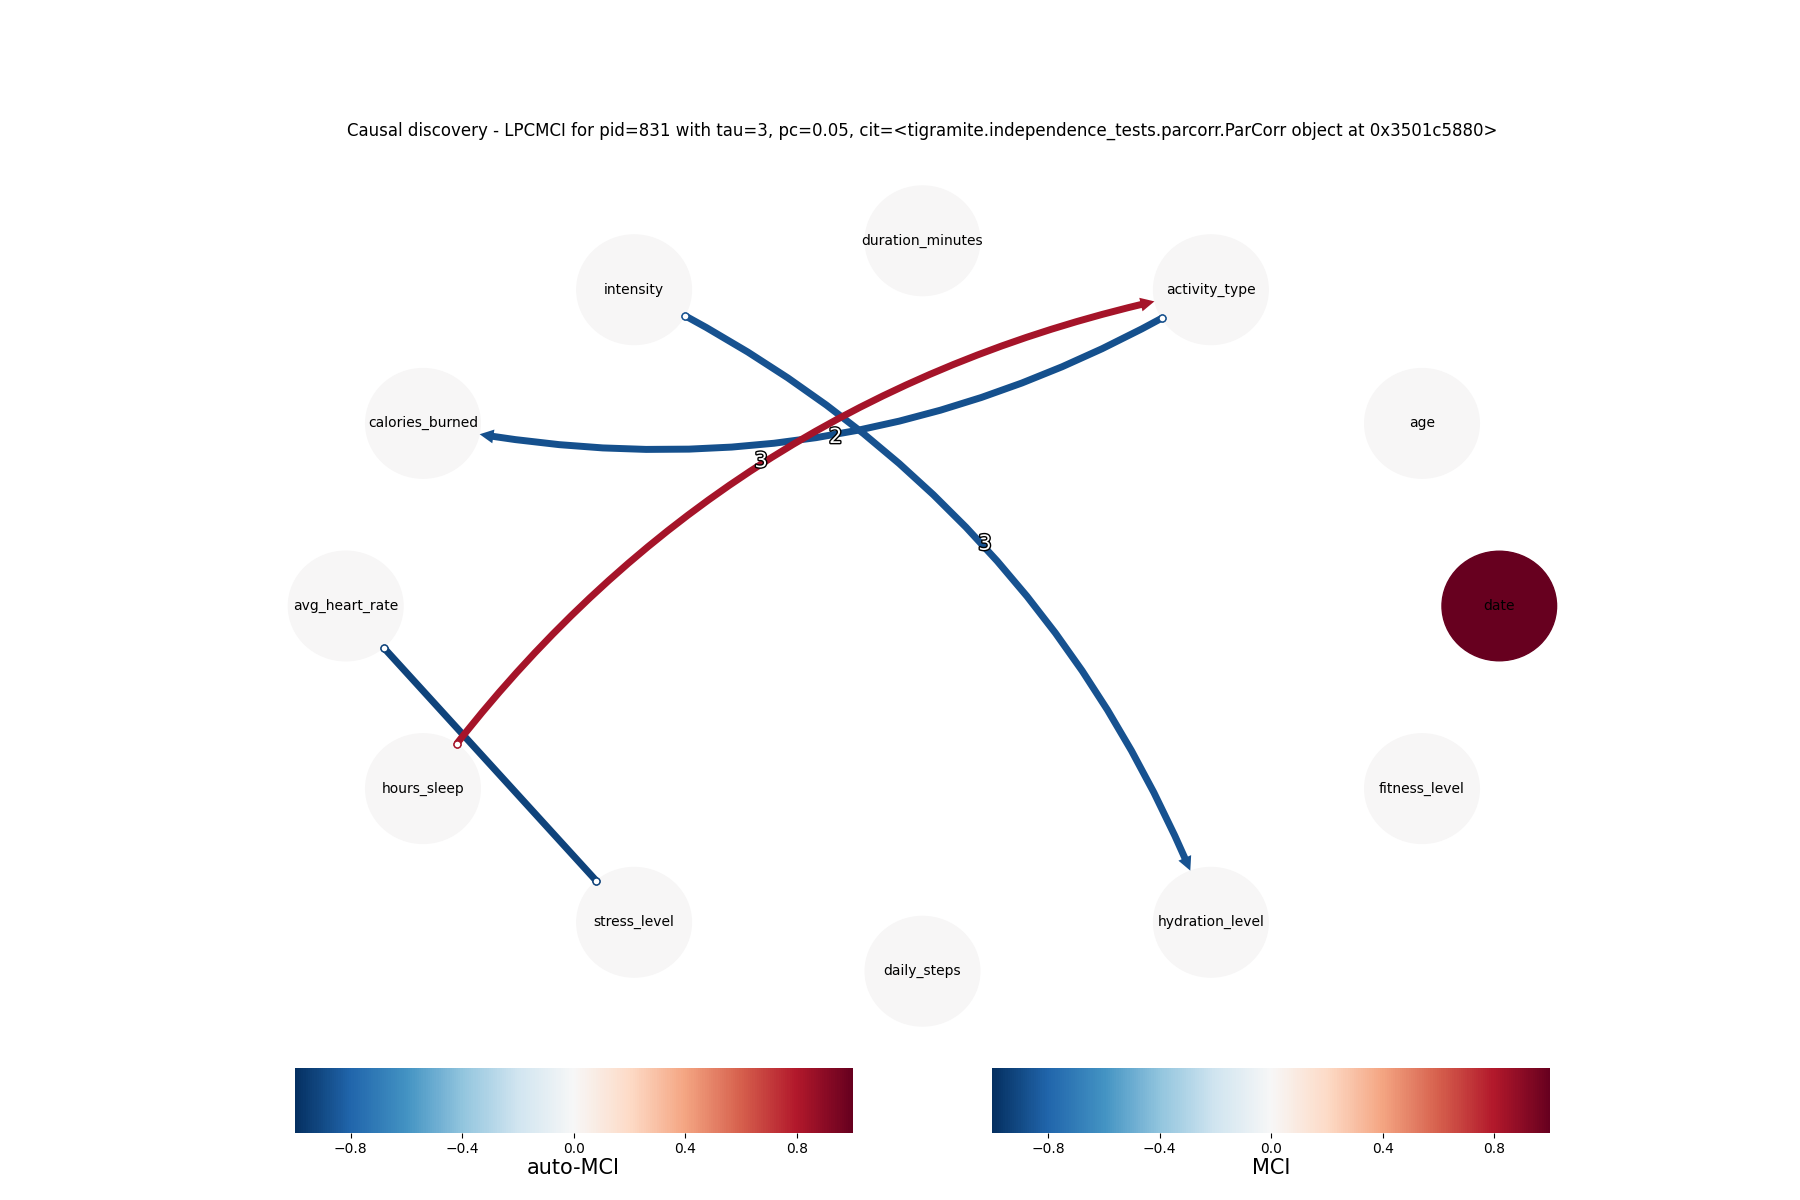 Causal discovery - LPCMCI for pid=831 with tau=3, pc=0.05, cit=<tigramite.independence_tests.parcorr.ParCorr object at 0x3501c5880>
duration_minutes
intensity
activity_type
calories_burned
age
2
3
3
avg_heart_rate
date
hours_sleep
fitness_level
stress_level
hydration_level
daily_steps
−0.8 −0.4 0.0 0.4 0.8
auto-MCI
−0.8 −0.4 0.0 0.4 0.8
MCI